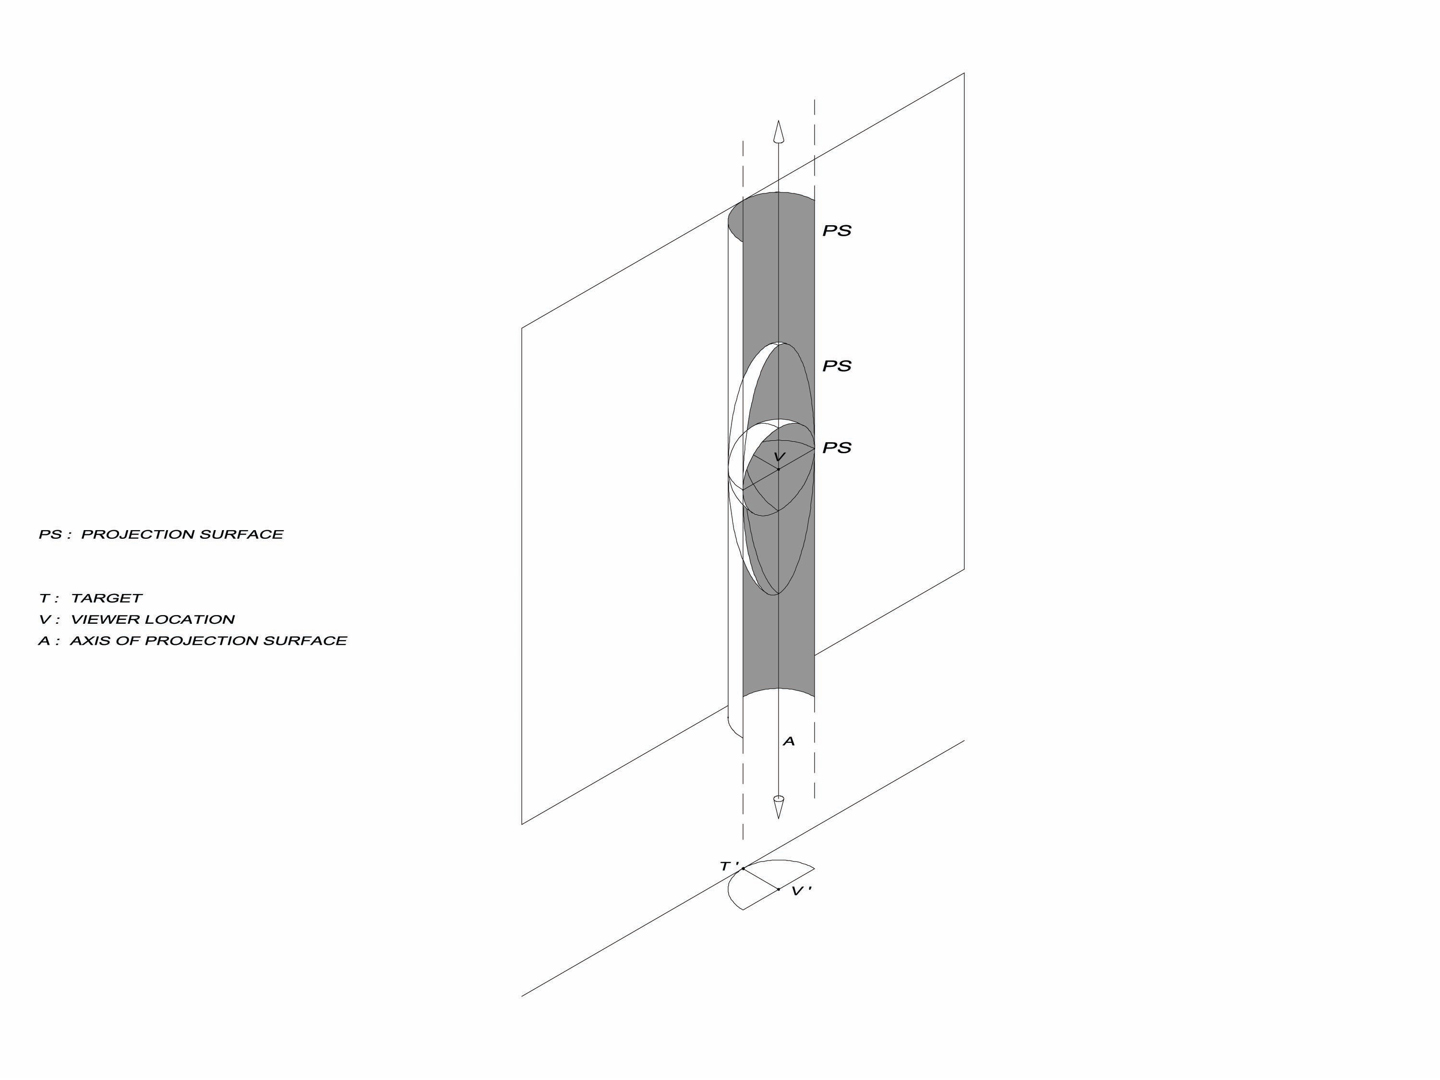 PS
PS
V
PS
PS : PROJECTION SURFACE
T : TARGET
V : VIEWER LOCATION
A : AXIS OF PROJECTION SURFACE
A
T '
V '